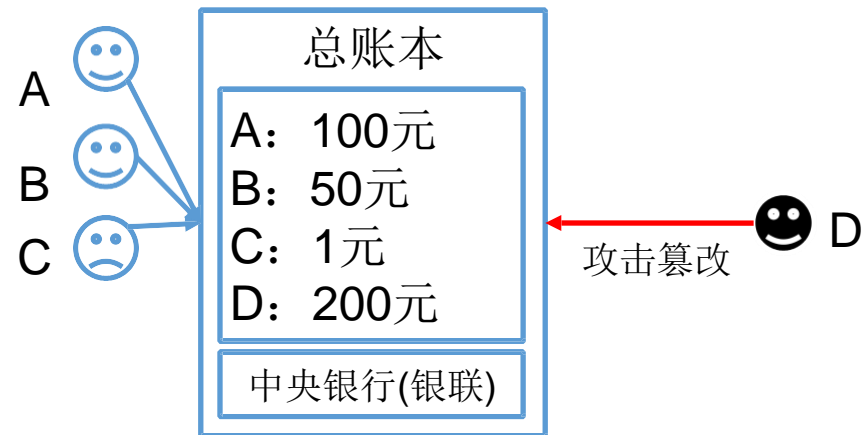 总账本
A
B
C
A：100元
B：50元
C：1元
D：200元
中央银行(银联)
攻击篡改
D